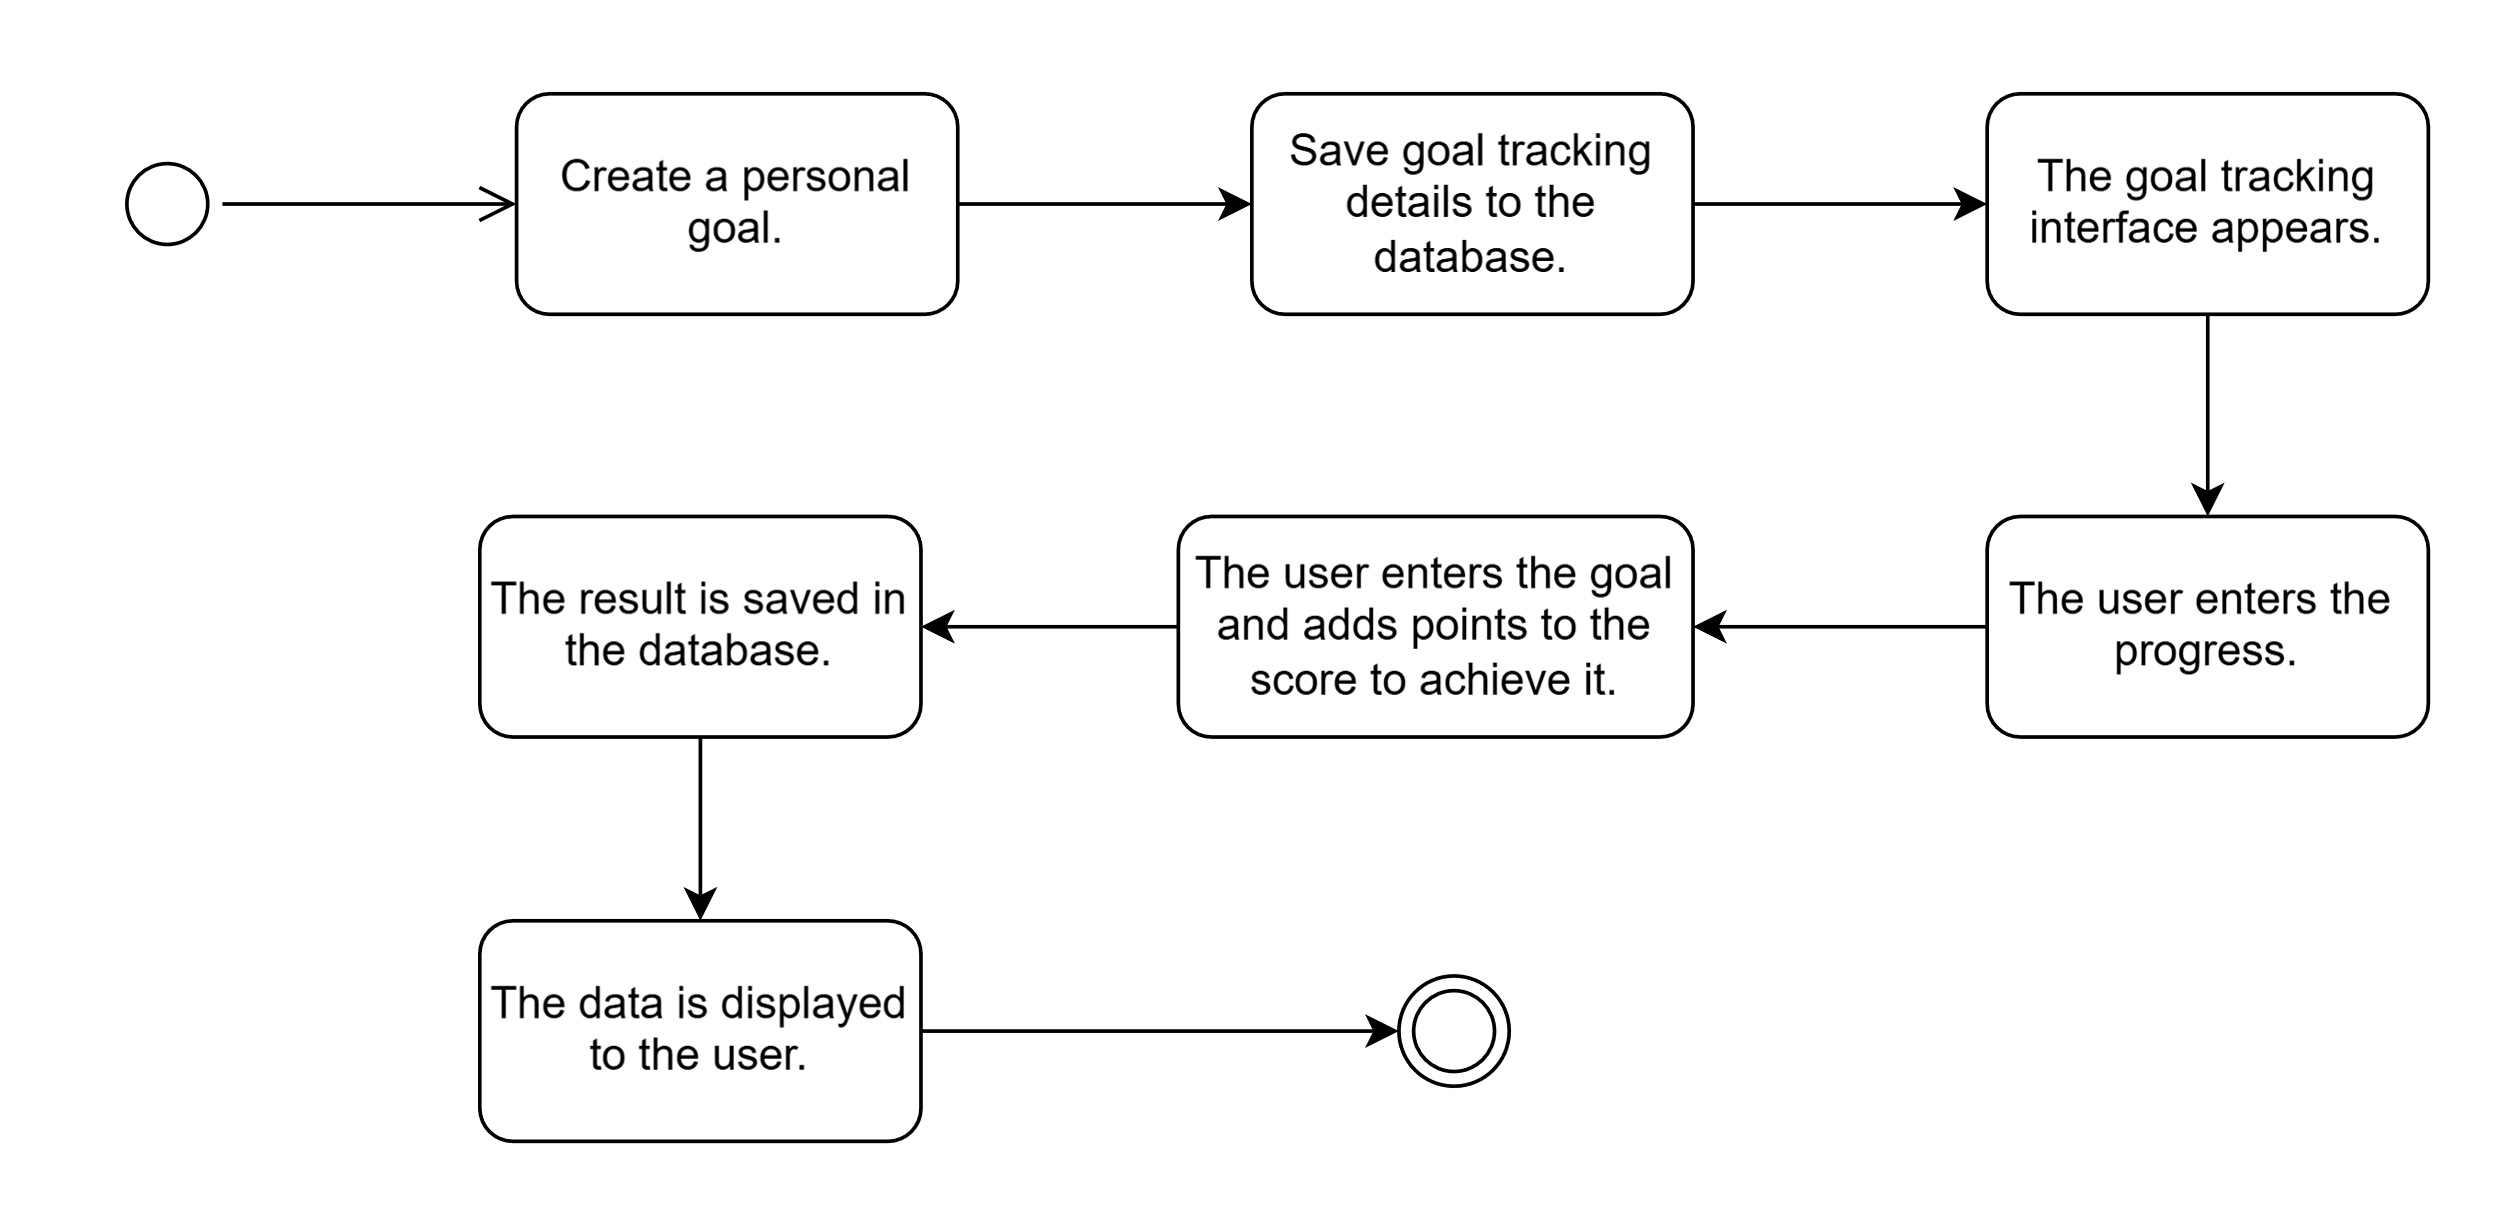 Create a personal
goal.
Save goal tracking
details to the
database.
The goal tracking
interface appears.
The user enters the
progress.
The user enters the goal
and adds points to the
score to achieve it.
The result is saved in
the database.
The data is displayed
to the user.